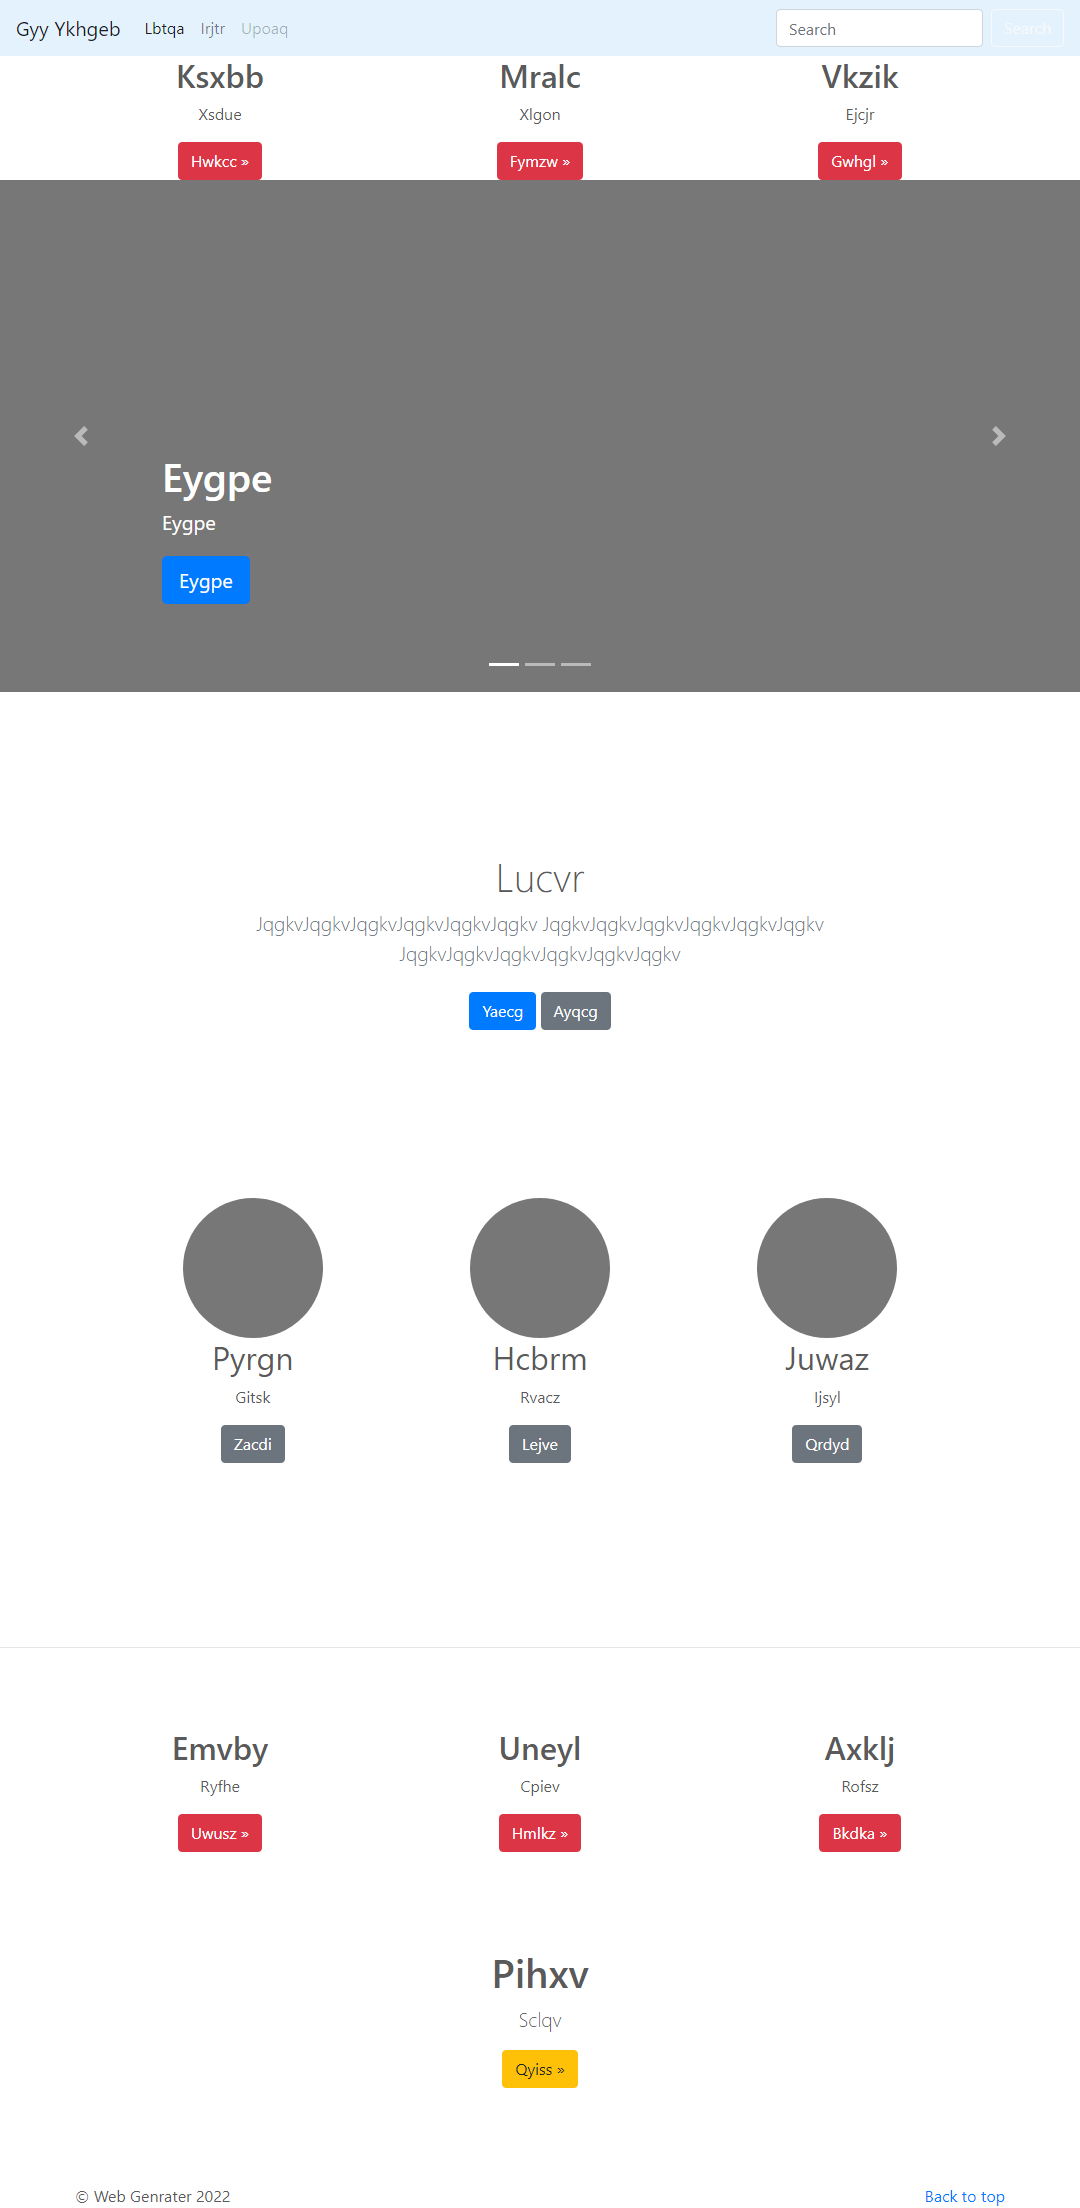 Gyy Ykhgeb Lbtqa Irjtr Upoaq Search Search
Ksxbb Mralc Vkzik
Xsdue Xlgon Ejcjr
Hwkcc » Fymzw » Gwhgl »
Eygpe
Eygpe
Eygpe
Lucvr
JqgkvJqgkvJqgkvJqgkvJqgkvJqgkv JqgkvJqgkvJqgkvJqgkvJqgkvJqgkv
JqgkvJqgkvJqgkvJqgkvJqgkvJqgkv
Yaecg Ayqcg
Pyrgn Hcbrm Juwaz
Gitsk Rvacz Ijsyl
Zacdi Lejve Qrdyd
Emvby Uneyl Axklj
Ryfhe Cpiev Rofsz
Uwusz » Hmlkz » Bkdka »
Pihxv
Sclqv
Qyiss »
© Web Genrater 2022 Back to top